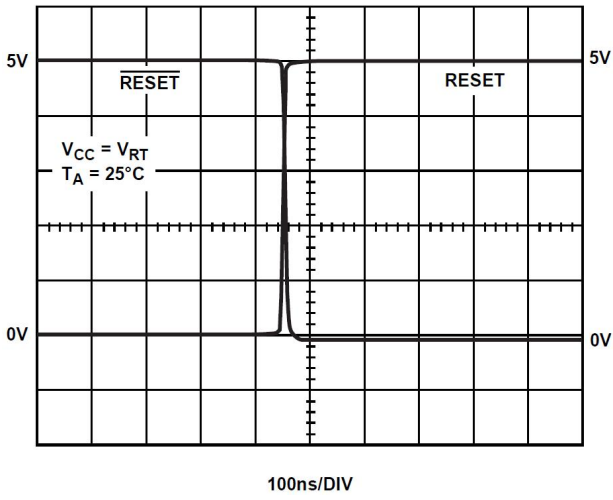 5V
5V
RESET
RESET
VCC = VRT
TA = 25°C
0V
0V
100ns/DIV